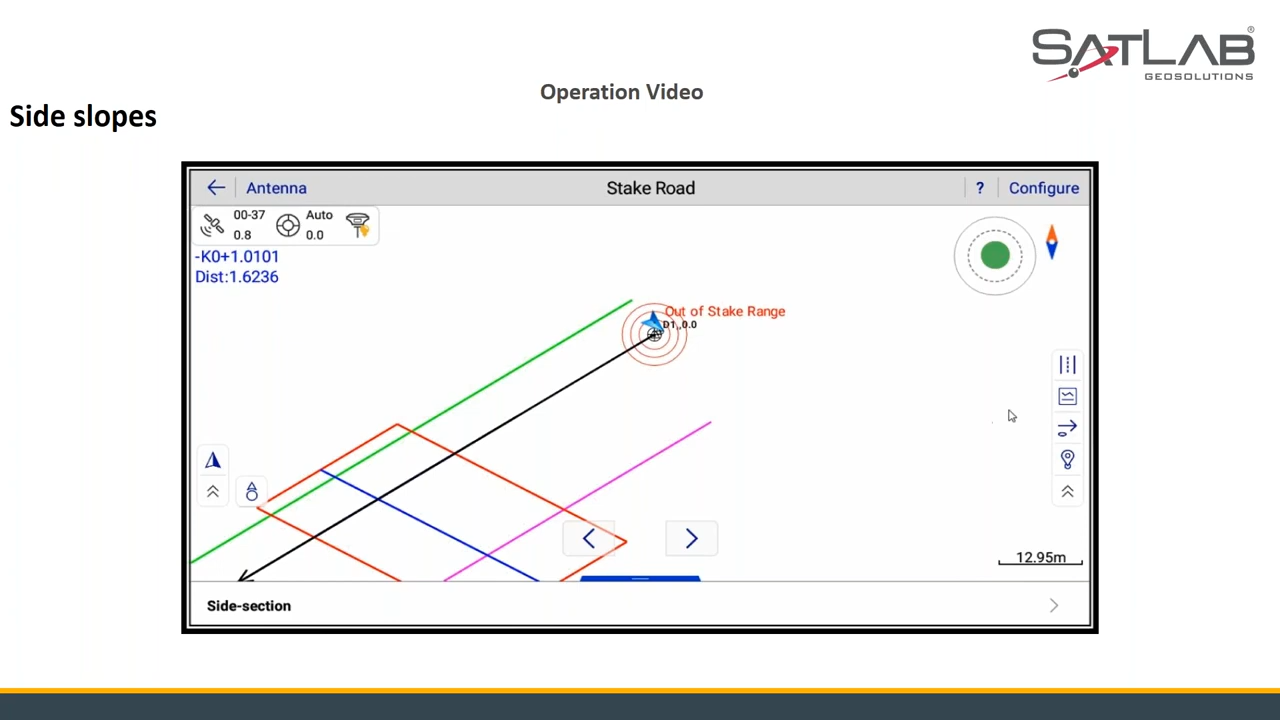 SATLAB®
GEOSOLUTIONS
Operation Video
Side slopes
Antenna
Stake Road
?
Configure
00-37
0.8
Auto
0.0
-K0+1.0101
Dist:1.6236
Out of Stake Range
D1,,0.0
12.95m
Side-section